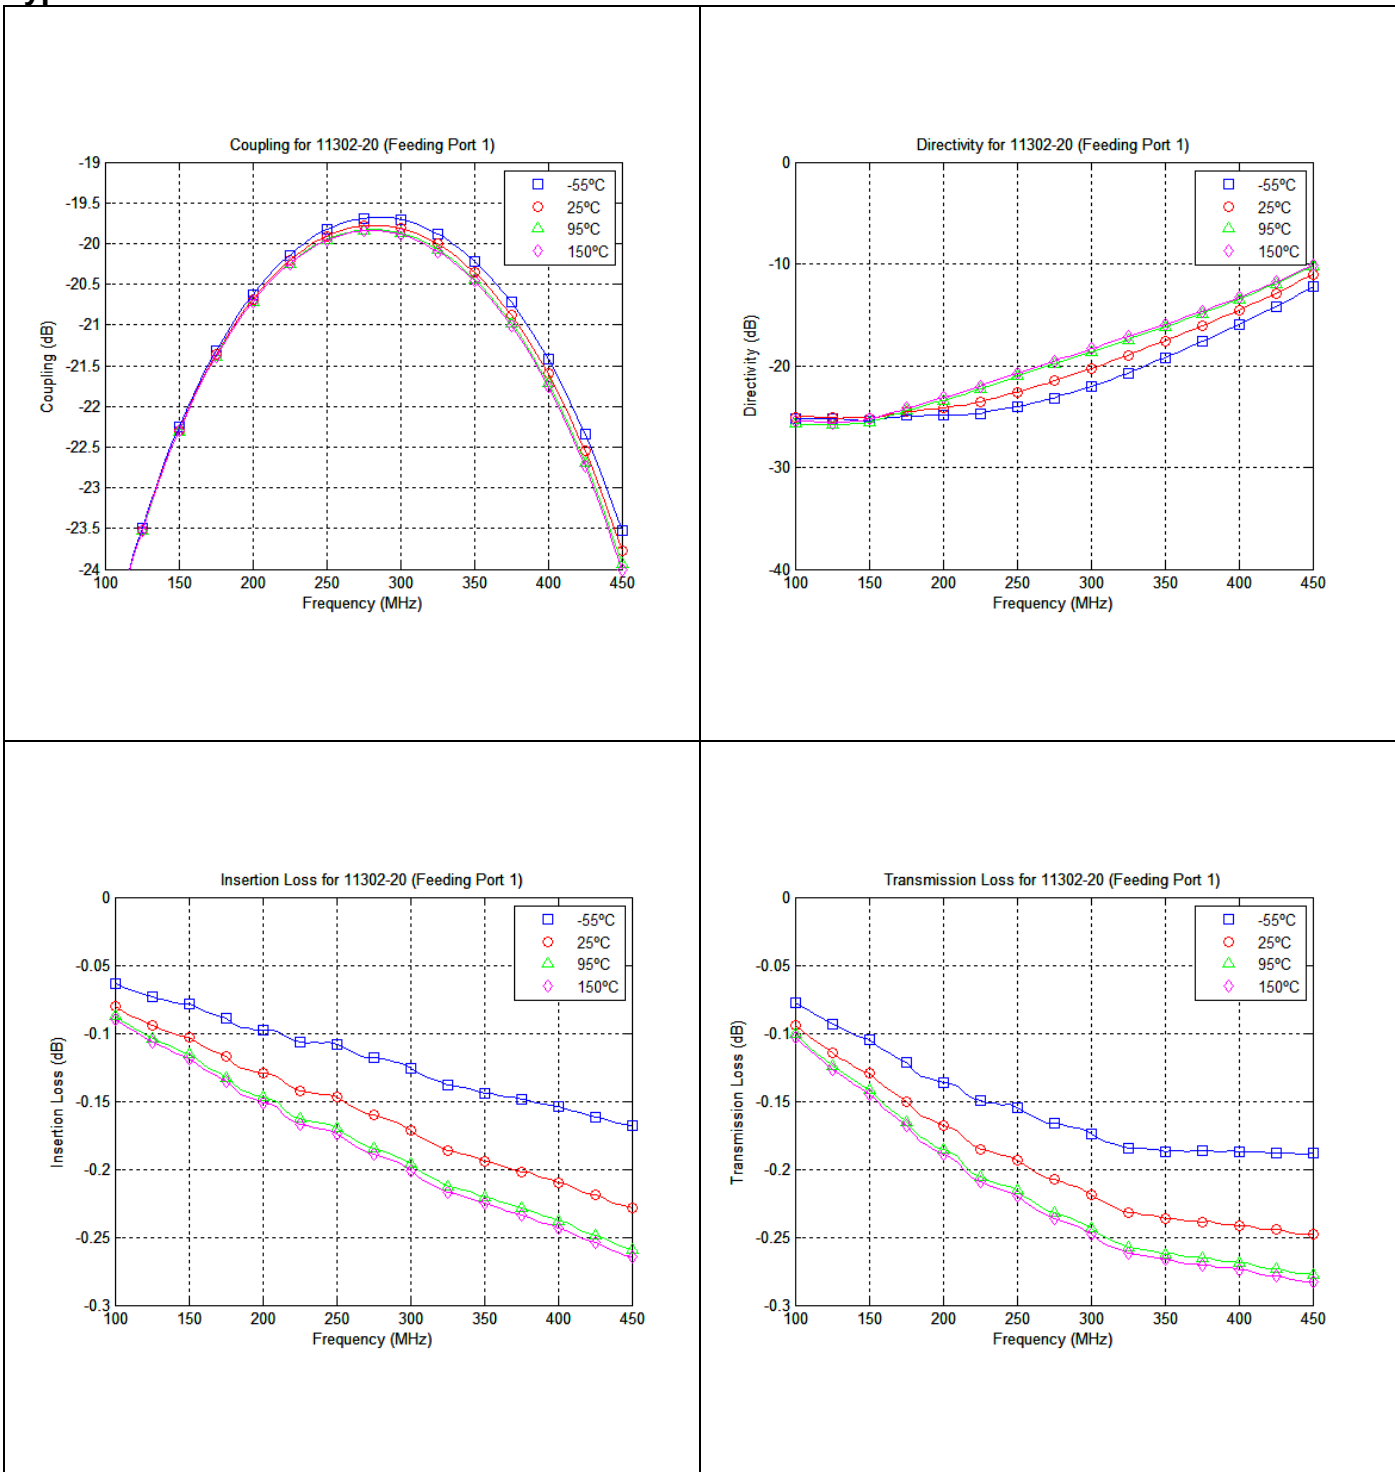 Coupling for 11302-20 (Feeding Port 1)
-19
-19.5
-20
-20.5
-21
-21.5
-22
-22.5
-23
-23.5
-24
Coupling (dB)
100 150 200 250 300 350 400 450
Frequency (MHz)
-55ºC
25ºC
95ºC
150ºC
Directivity for 11302-20 (Feeding Port 1)
0
-10
-20
-30
-40
Directivity (dB)
100 150 200 250 300 350 400 450
Frequency (MHz)
-55ºC
25ºC
95ºC
150ºC
Insertion Loss for 11302-20 (Feeding Port 1)
0
-0.05
-0.1
-0.15
-0.2
-0.25
-0.3
Insertion Loss (dB)
100 150 200 250 300 350 400 450
Frequency (MHz)
-55ºC
25ºC
95ºC
150ºC
Transmission Loss for 11302-20 (Feeding Port 1)
0
-0.05
-0.1
-0.15
-0.2
-0.25
-0.3
Transmission Loss (dB)
100 150 200 250 300 350 400 450
Frequency (MHz)
-55ºC
25ºC
95ºC
150ºC